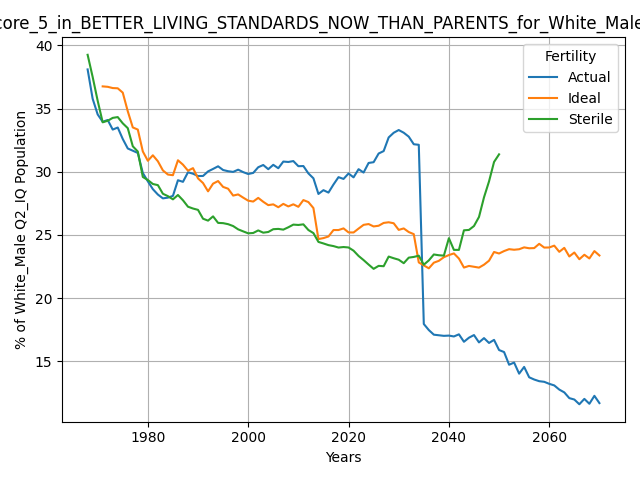 core_5_in_BETTER_LIVING_STANDARDS_NOW_THAN_PARENTS_for_White_Male
% of White_Male Q2_IQ Population
40
35
30
25
20
15
Fertility
Actual
Ideal
Sterile
1980
2000
2020
2040
2060
Years